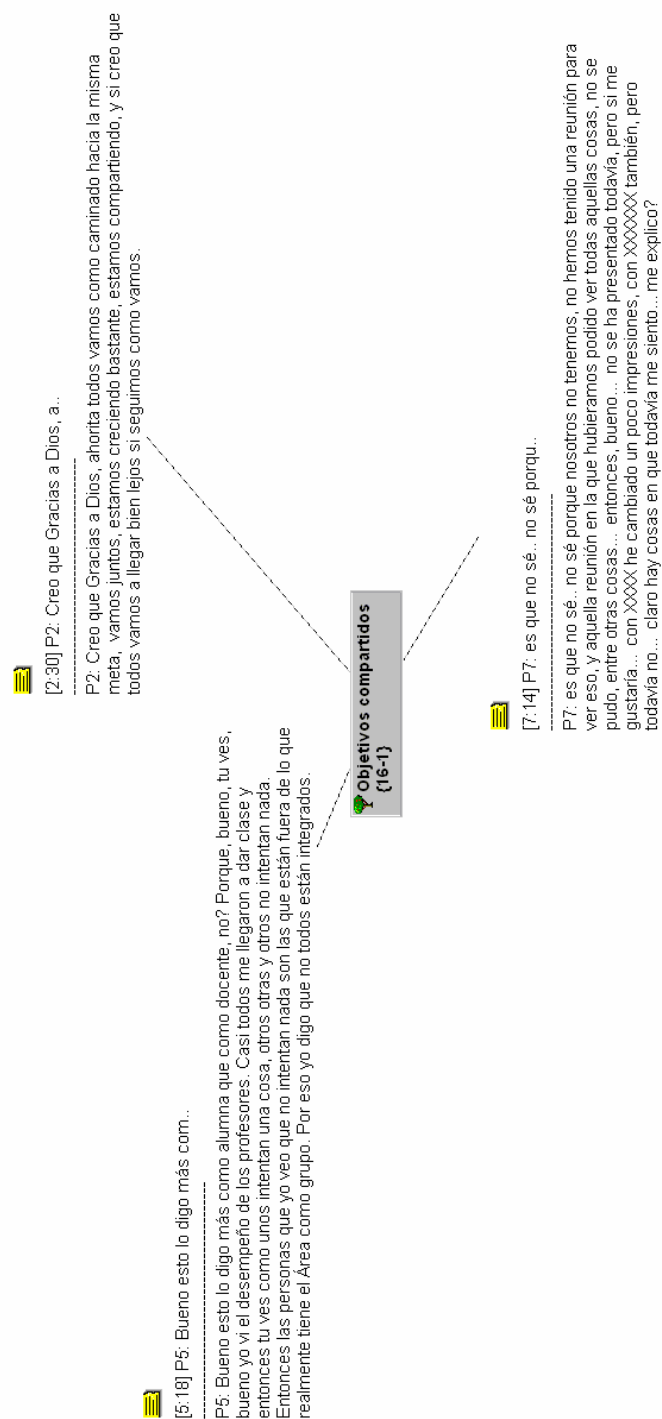 [2:30] P2: Creo que Gracias a Dios, a..
P2: Creo que Gracias a Dios, ahorita todos vamos como caminado hacia la misma
meta, vamos juntos, estamos creciendo bastante, estamos compartiendo, y si creo que
todos vamos a llegar bien lejos si seguimos como vamos.
[5:18] P5: Bueno esto lo digo más com..
P5: Bueno esto lo digo más como alumna que como docente, no? Porque, bueno, tu ves,
bueno yo vi el desempeño de los profesores. Casi todos me llegaron a dar clase y
entonces tu ves como unos intentan una cosa, otros otras y otros no intentan nada.
Entonces las personas que yo veo que no intentan nada son las que están fuera de lo que
realmente tiene el Área como grupo. Por eso yo digo que no todos están integrados.
Objetivos compartidos
{16-1}
[7:14] P7: es que no sé.. no sé porqu..
P7: es que no sé.. no sé porque nosotros no tenemos, no hemos tenido una reunión para
ver eso, y aquella reunión en la que hubieramos podido ver todas aquellas cosas, no se
pudo, entre otras cosas... entonces, bueno... no se ha presentado todavía, pero si me
gustaría... con XXXX he cambiado un poco impresiones, con XXXXXX también, pero
todavía no... claro hay cosas en que todavía me siento... me explico?